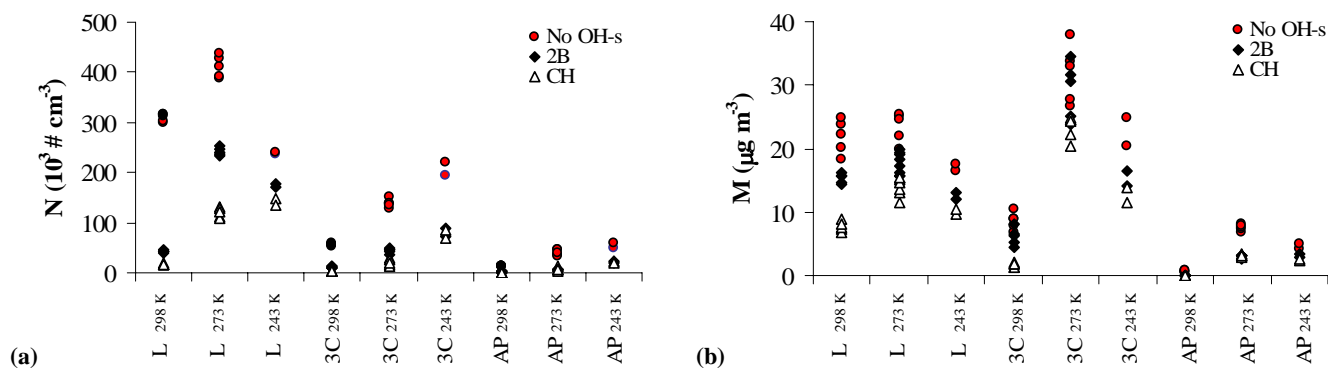 500
400
300
200
100
0
N (10³ # cm⁻³)
No OH-s
2B
CH
L 298 K
L 273 K
L 243 K
3C 298 K
3C 273 K
3C 243 K
AP 298 K
AP 273 K
AP 243 K
(a)
40
30
20
10
0
M (μg m⁻³)
No OH-s
2B
CH
L 298 K
L 273 K
L 243 K
3C 298 K
3C 273 K
3C 243 K
AP 298 K
AP 273 K
AP 243 K
(b)